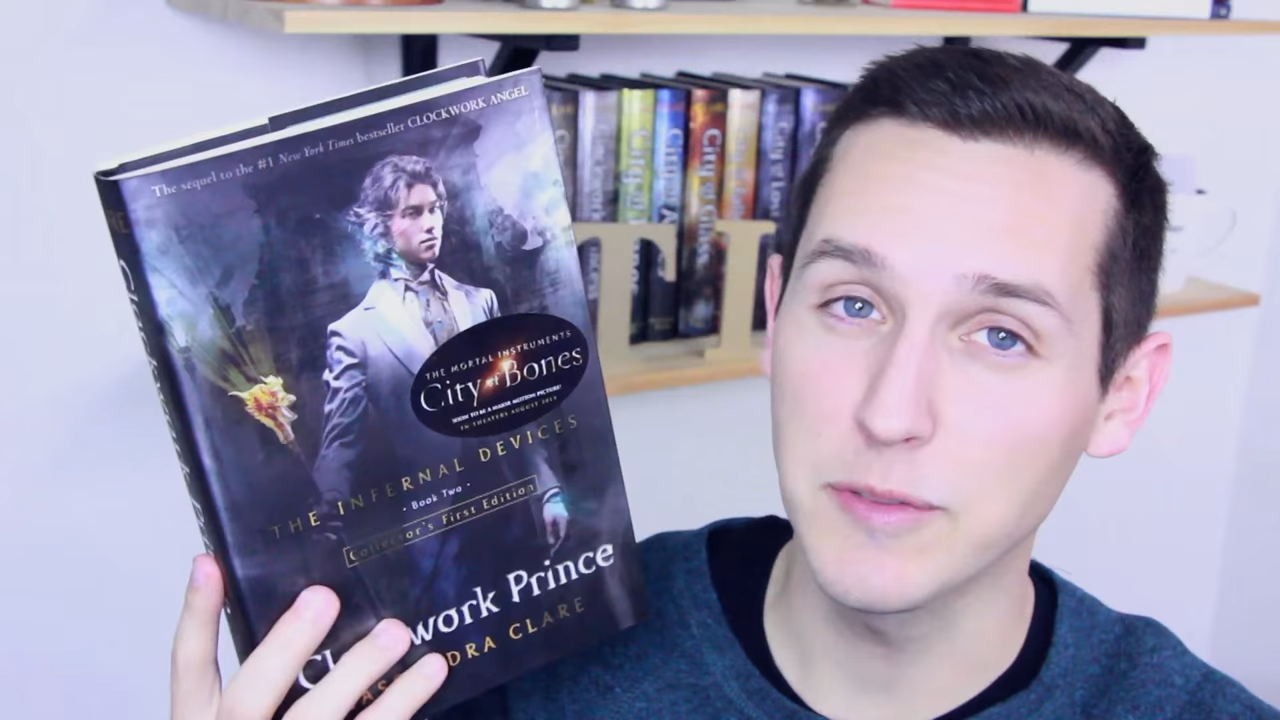 The sequel to the #1 New York Times bestseller CLOCKWORK ANGEL
THE MORTAL INSTRUMENTS
City of Bones
SOON TO BE A MAJOR MOTION PICTURE!
IN THEATERS AUGUST 2013
THE INFERNAL DEVICES
· Book Two ·
Collector's First Edition
work Prince
DRA CLARE
City of Glass
City of
City of Lost